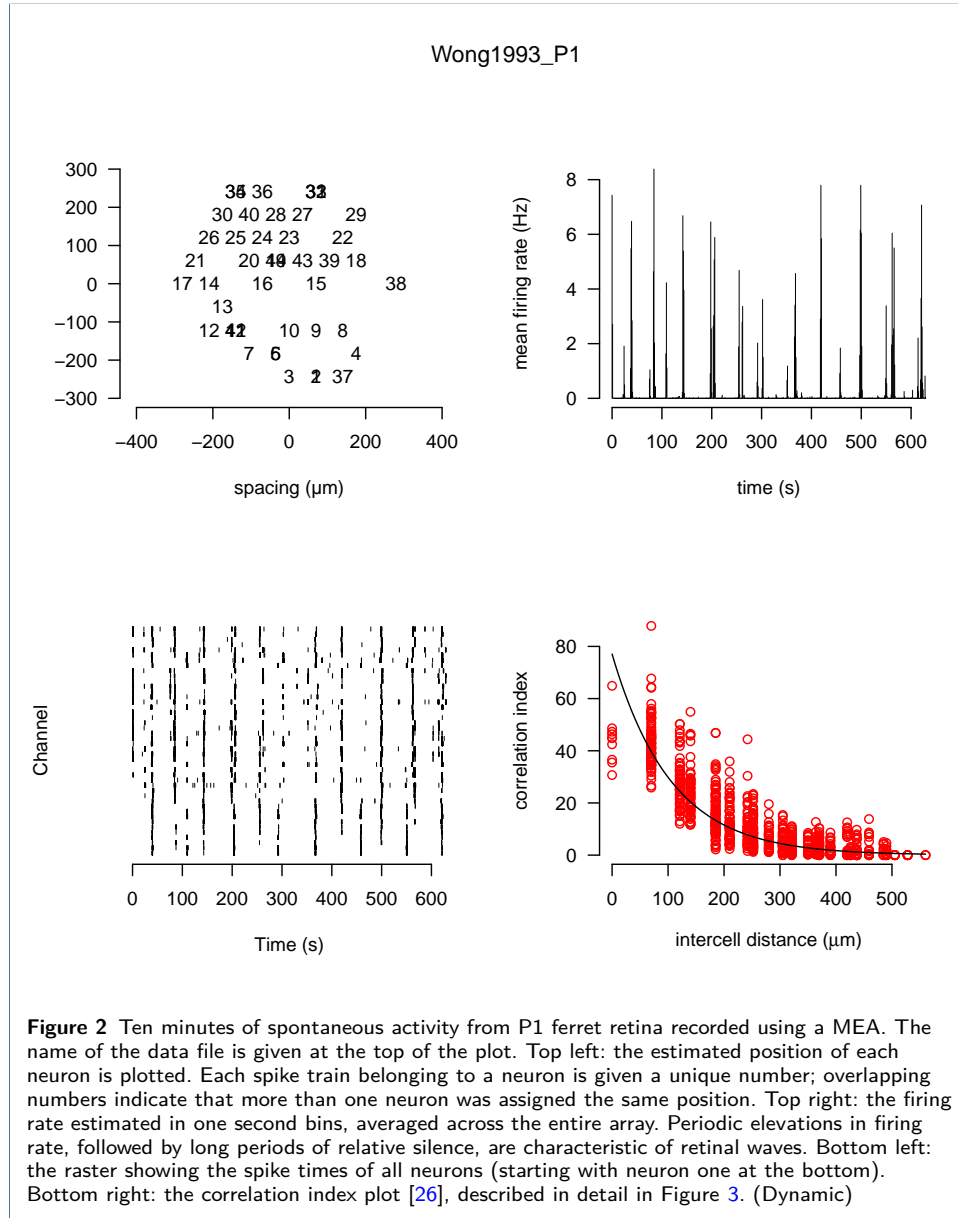 Wong1993_P1
300
200
100
0
−100
−200
−300
36 33
30 40 28 27 29
26 25 24 23 22
21 20 43 39 18
17 14 16 15 38
13
12 10 9 8
7 6 4
3 37
−400 −200 0 200 400
spacing (µm)
mean firing rate (Hz)
8
6
4
2
0
0 100 200 300 400 500 600
time (s)
Channel
0 100 200 300 400 500 600
Time (s)
correlation index
80
60
40
20
0
0 100 200 300 400 500
intercell distance (µm)
Figure 2 Ten minutes of spontaneous activity from P1 ferret retina recorded using a MEA. The
name of the data file is given at the top of the plot. Top left: the estimated position of each
neuron is plotted. Each spike train belonging to a neuron is given a unique number; overlapping
numbers indicate that more than one neuron was assigned the same position. Top right: the firing
rate estimated in one second bins, averaged across the entire array. Periodic elevations in firing
rate, followed by long periods of relative silence, are characteristic of retinal waves. Bottom left:
the raster showing the spike times of all neurons (starting with neuron one at the bottom).
Bottom right: the correlation index plot [26], described in detail in Figure 3. (Dynamic)